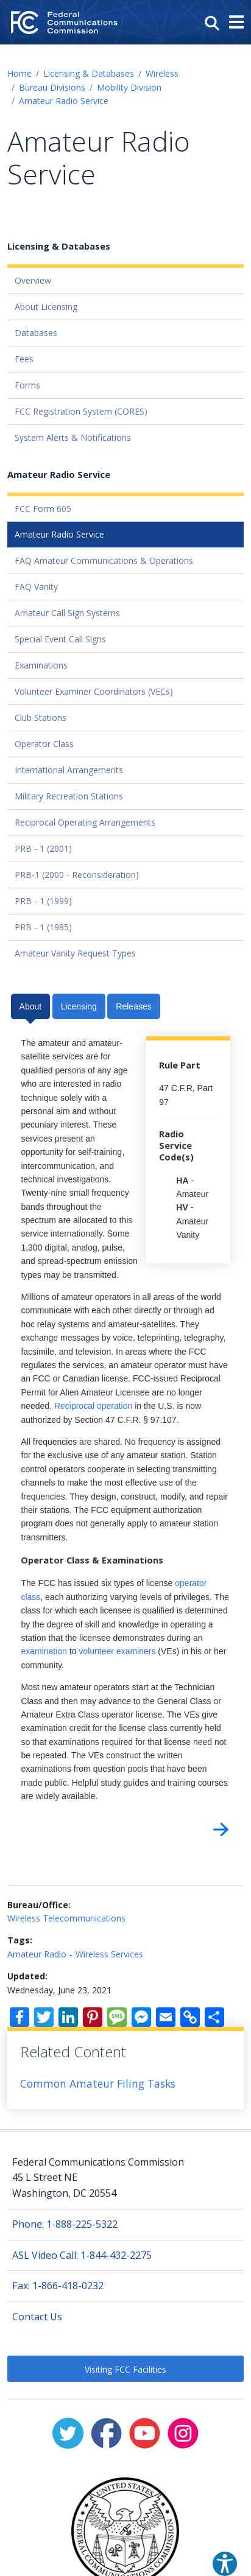 Federal
Communications
Commission
Home / Licensing & Databases / Wireless
/ Bureau Divisions / Mobility Division
/ Amateur Radio Service
Amateur Radio
Service
Licensing & Databases
Overview
About Licensing
Databases
Fees
Forms
FCC Registration System (CORES)
System Alerts & Notifications
Amateur Radio Service
FCC Form 605
Amateur Radio Service
FAQ Amateur Communications & Operations
FAQ Vanity
Amateur Call Sign Systems
Special Event Call Signs
Examinations
Volunteer Examiner Coordinators (VECs)
Club Stations
Operator Class
International Arrangements
Military Recreation Stations
Reciprocal Operating Arrangements
PRB - 1 (2001)
PRB-1 (2000 - Reconsideration)
PRB - 1 (1999)
PRB - 1 (1985)
Amateur Vanity Request Types
About Licensing Releases
The amateur and amateur-
satellite services are for
qualified persons of any age
who are interested in radio
technique solely with a
personal aim and without
pecuniary interest. These
services present an
opportunity for self-training,
intercommunication, and
technical investigations.
Twenty-nine small frequency
bands throughout the
spectrum are allocated to this
service internationally. Some
1,300 digital, analog, pulse,
and spread-spectrum emission
types may be transmitted.
Rule Part
47 C.F.R, Part
97
Radio
Service
Code(s)
HA -
Amateur
HV -
Amateur
Vanity
Millions of amateur operators in all areas of the world
communicate with each other directly or through ad
hoc relay systems and amateur-satellites. They
exchange messages by voice, teleprinting, telegraphy,
facsimile, and television. In areas where the FCC
regulates the services, an amateur operator must have
an FCC or Canadian license. FCC-issued Reciprocal
Permit for Alien Amateur Licensee are no longer
needed. Reciprocal operation in the U.S. is now
authorized by Section 47 C.F.R. § 97.107.
All frequencies are shared. No frequency is assigned
for the exclusive use of any amateur station. Station
control operators cooperate in selecting transmitting
channels to make the most effective use of the
frequencies. They design, construct, modify, and repair
their stations. The FCC equipment authorization
program does not generally apply to amateur station
transmitters.
Operator Class & Examinations
The FCC has issued six types of license operator
class, each authorizing varying levels of privileges. The
class for which each licensee is qualified is determined
by the degree of skill and knowledge in operating a
station that the licensee demonstrates during an
examination to volunteer examiners (VEs) in his or her
community.
Most new amateur operators start at the Technician
Class and then may advance to the General Class or
Amateur Extra Class operator license. The VEs give
examination credit for the license class currently held
so that examinations required for that license need not
be repeated. The VEs construct the written
examinations from question pools that have been
made public. Helpful study guides and training courses
are widely available.
Bureau/Office:
Wireless Telecommunications
Tags:
Amateur Radio - Wireless Services
Updated:
Wednesday, June 23, 2021
Related Content
Common Amateur Filing Tasks
Federal Communications Commission
45 L Street NE
Washington, DC 20554
Phone: 1-888-225-5322
ASL Video Call: 1-844-432-2275
Fax: 1-866-418-0232
Contact Us
Visiting FCC Facilities